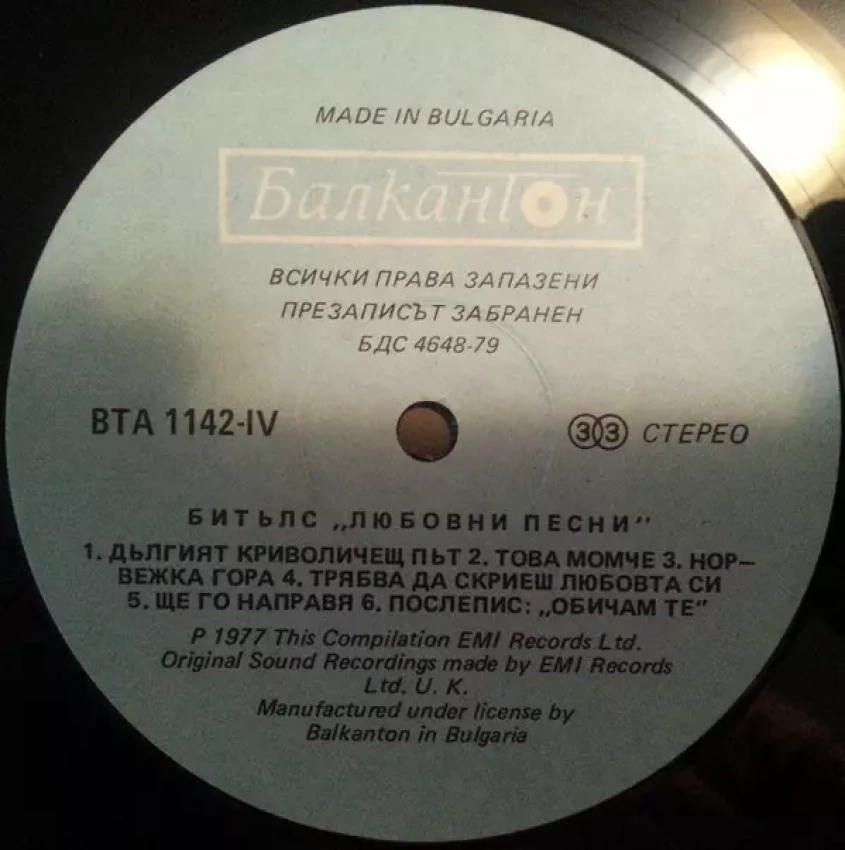 MADE IN BULGARIA
Балкантон
ВСИЧКИ ПРАВА ЗАПАЗЕНИ
ПРЕЗАПИСЪТ ЗАБРАНЕН
БДС 4648-79
ВТА 1142-IV
33 СТЕРЕО
БИТЪЛС „ЛЮБОВНИ ПЕСНИ"
1. ДЪЛГИЯТ КРИВОЛИЧЕЩ ПЪТ 2. ТОВА МОМЧЕ 3. НОР-
ВЕЖКА ГОРА 4. ТРЯБВА ДА СКРИЕШ ЛЮБОВТА СИ
5. ЩЕ ГО НАПРАВЯ 6. ПОСЛЕПИС: „ОБИЧАМ ТЕ"
P 1977 This Compilation EMI Records Ltd.
Original Sound Recordings made by EMI Records
Ltd. U. K.
Manufactured under license by
Balkanton in Bulgaria